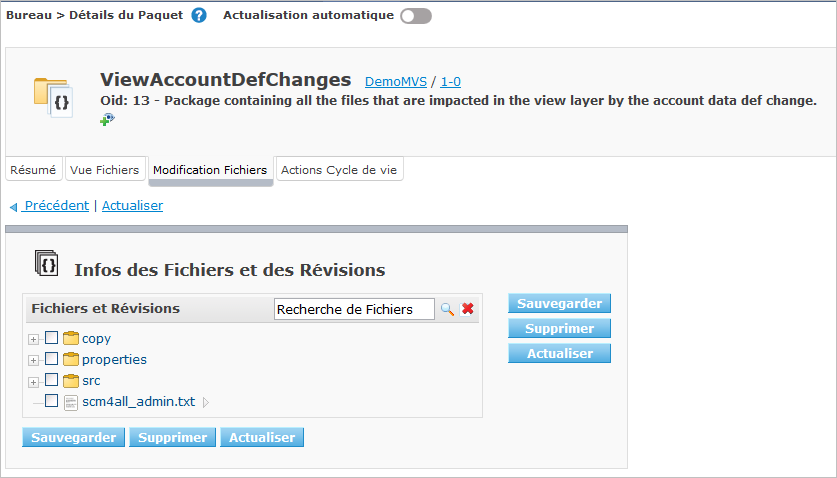 Bureau > Détails du Paquet ? Actualisation automatique
ViewAccountDefChanges DemoMVS / 1-0
Oid: 13 - Package containing all the files that are impacted in the view layer by the account data def change.
Résumé Vue Fichiers Modification Fichiers Actions Cycle de vie
Précédent | Actualiser
{} Infos des Fichiers et des Révisions
Fichiers et Révisions Recherche de Fichiers
Sauvegarder
Supprimer
Actualiser
copy
properties
src
scm4all_admin.txt
Sauvegarder Supprimer Actualiser